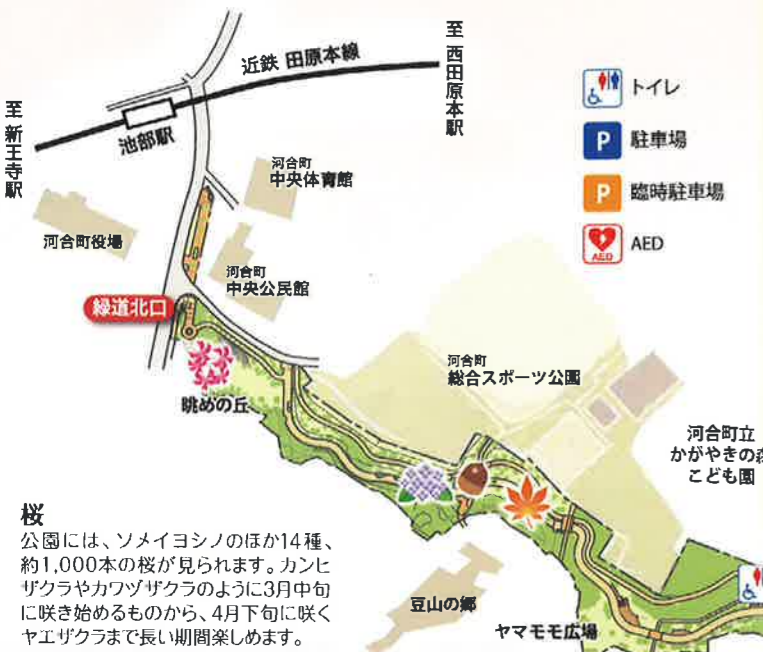 至 西田原本駅
近鉄 田原本線
至 新王寺駅
池部駅
トイレ
P 駐車場
P 臨時駐車場
AED AED
河合町
中央体育館
河合町役場
河合町
中央公民館
緑道北口
眺めの丘
河合町
総合スポーツ公園
河合町立
かがやきの森
こども園
桜
公園には、ソメイヨシノのほか14種、
約1,000本の桜が見られます。カンヒ
ザクラやカワヅザクラのように3月中旬
に咲き始めるものから、4月下旬に咲く
ヤエザクラまで長い期間楽しめます。
豆山の郷
ヤマモモ広場